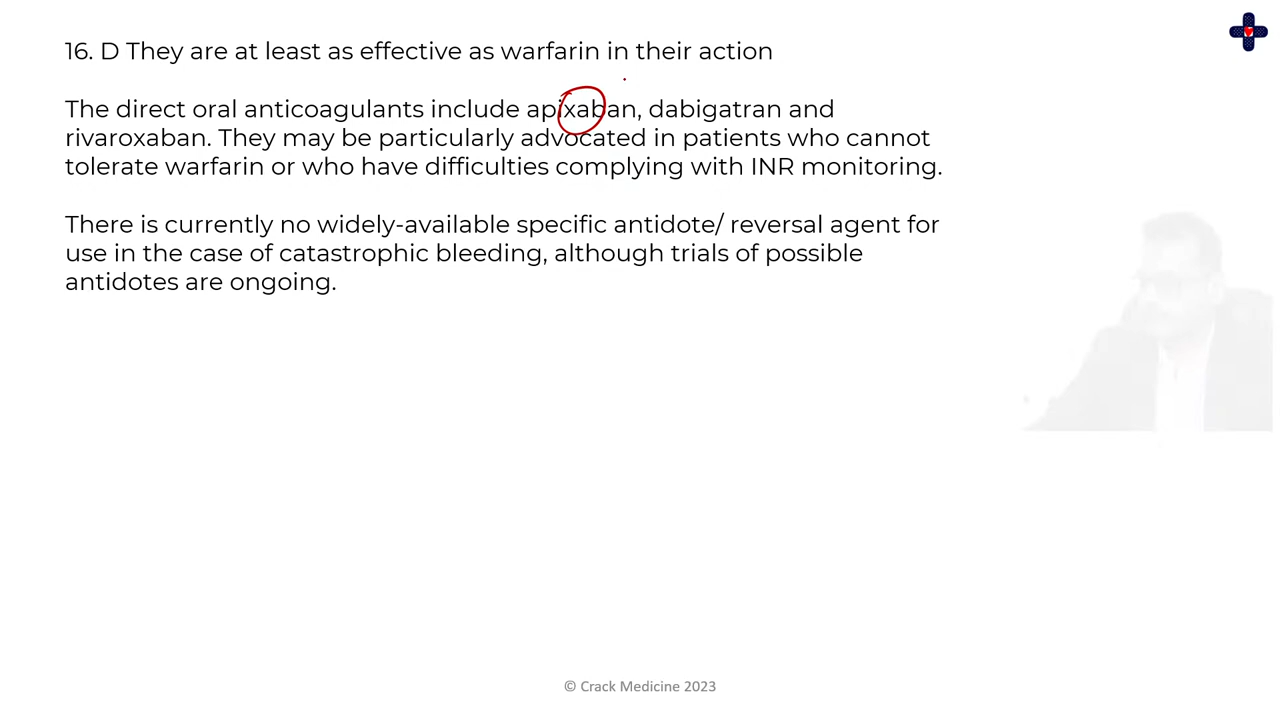 16. D They are at least as effective as warfarin in their action
The direct oral anticoagulants include apixaban, dabigatran and
rivaroxaban. They may be particularly advocated in patients who cannot
tolerate warfarin or who have difficulties complying with INR monitoring.
There is currently no widely-available specific antidote/ reversal agent for
use in the case of catastrophic bleeding, although trials of possible
antidotes are ongoing.
© Crack Medicine 2023